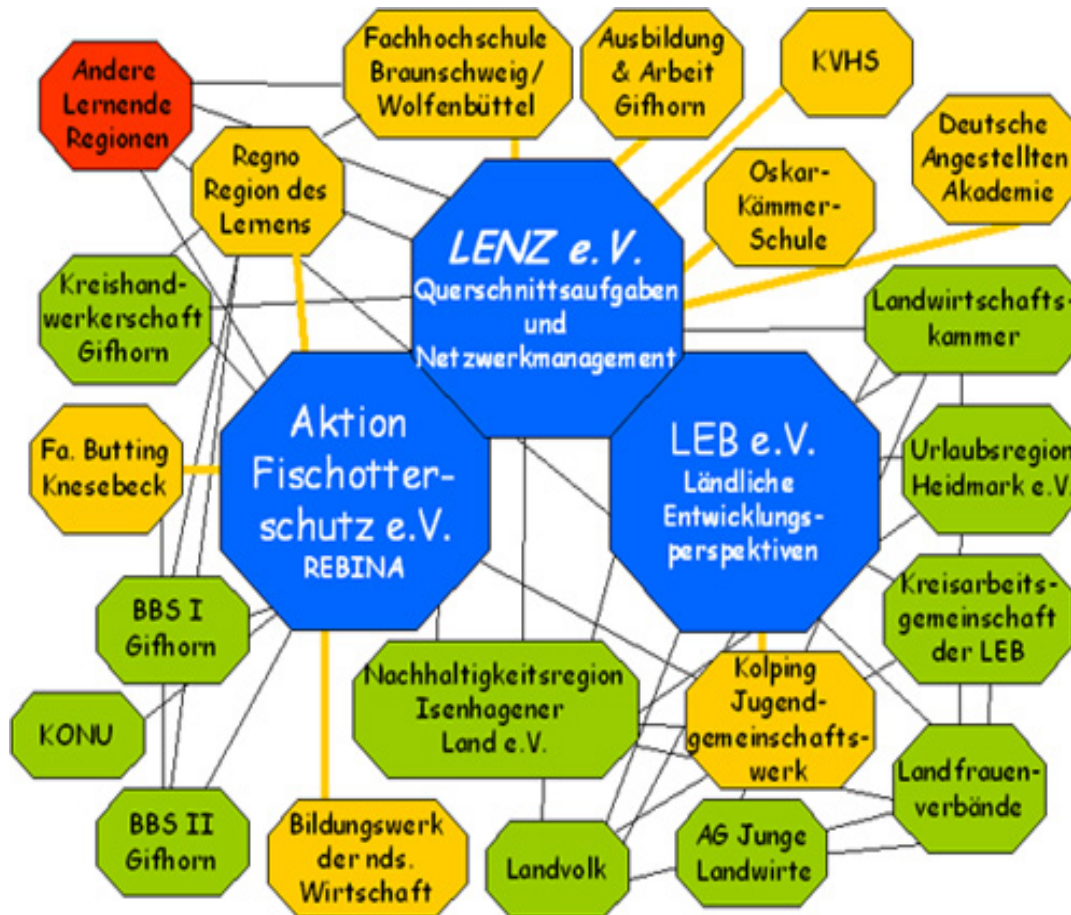 Andere
Lernende
Regionen
Fachhochschule
Braunschweig/
Wolfenbüttel
Ausbildung
& Arbeit
Gifhorn
KVHS
Deutsche
Angestellten
Akademie
Regno
Region des
Lernens
Oskar-
Kämmer-
Schule
LENZ e.V.
Querschnittsaufgaben
und
Netzwerkmanagement
Kreishand-
werkerschaft
Gifhorn
Landwirtschafts-
kammer
Aktion
Fischotter-
schutz e.V.
REBINA
LEB e.V.
Ländliche
Entwicklungs-
perspektiven
Fa. Butting
Knesebeck
Urlaubsregion
Heidmark e.V.
BBS I
Gifhorn
Kreisarbeits-
gemeinschaft
der LEB
Nachhaltigkeitsregion
Isenhagener
Land e.V.
Kolping
Jugend-
gemeinschafts-
werk
KONU
Landfrauen-
verbände
BBS II
Gifhorn
Bildungswerk
der nds.
Wirtschaft
Landvolk
AG Junge
Landwirte